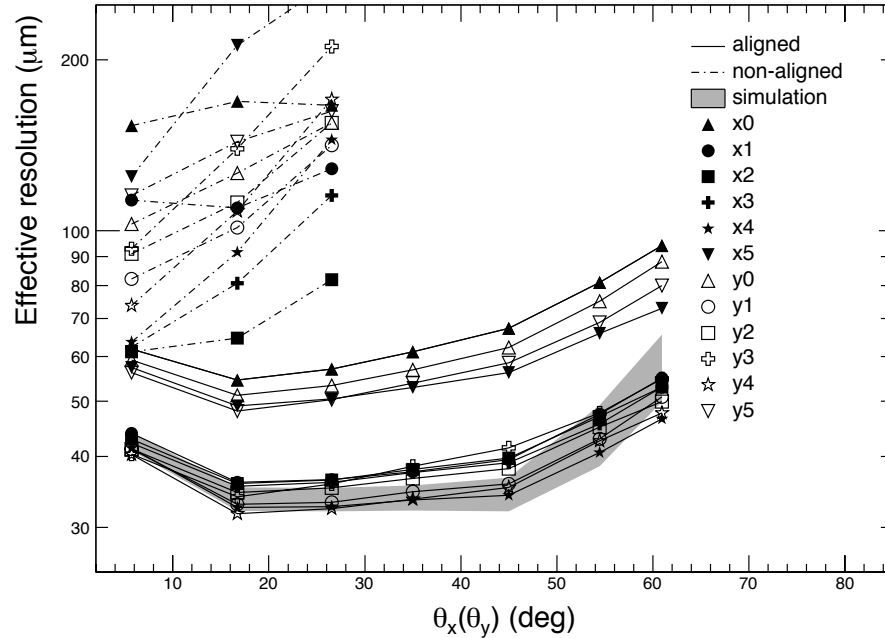 Effective resolution (μm)
200
100
90
80
70
60
50
40
30
10 20 30 40 50 60 70 80
θx(θy) (deg)
aligned
non-aligned
simulation
x0
x1
x2
x3
x4
x5
y0
y1
y2
y3
y4
y5